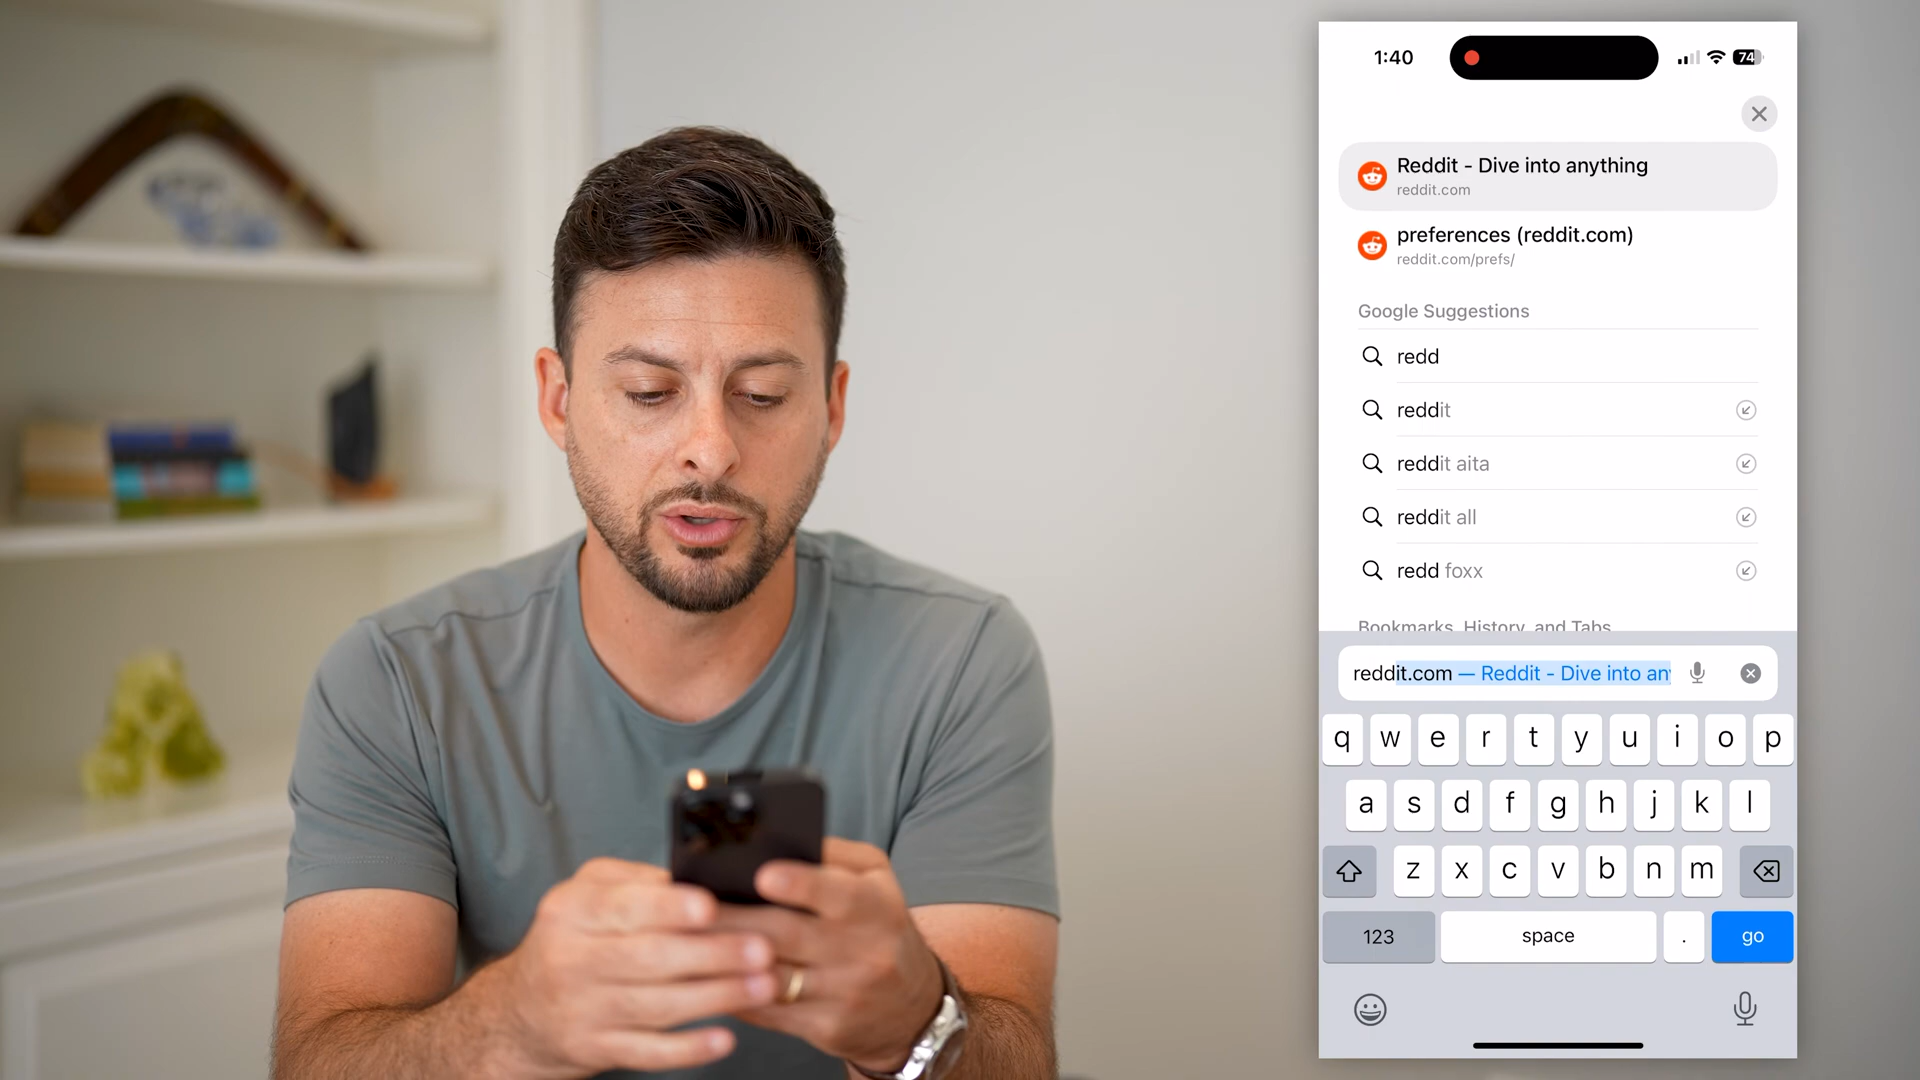 1:40
74
Reddit - Dive into anything
reddit.com
preferences (reddit.com)
reddit.com/prefs/
Google Suggestions
redd
reddit
reddit aita
reddit all
redd foxx
Bookmarks, History, and Tabs
reddit.com — Reddit - Dive into any
q w e r t y u i o p
a s d f g h j k l
z x c v b n m
123 space . go